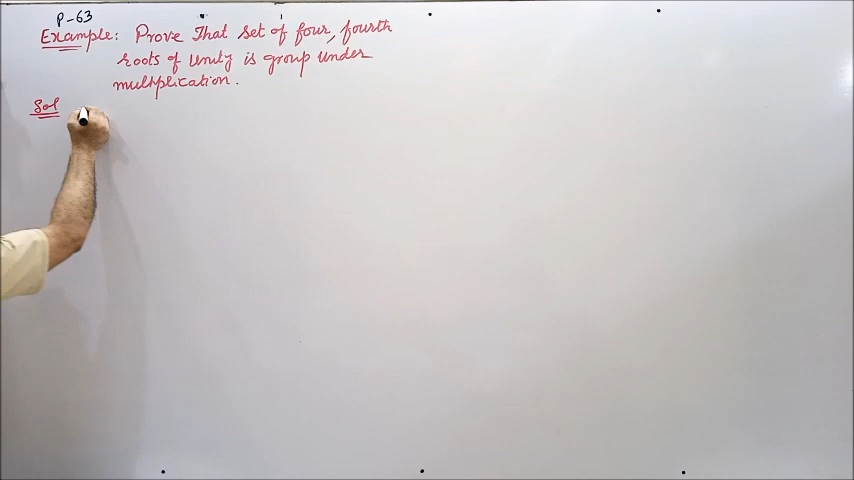 P-63
Example: Prove That set of four, fourth
roots of unity is group under
multiplication.
Sol